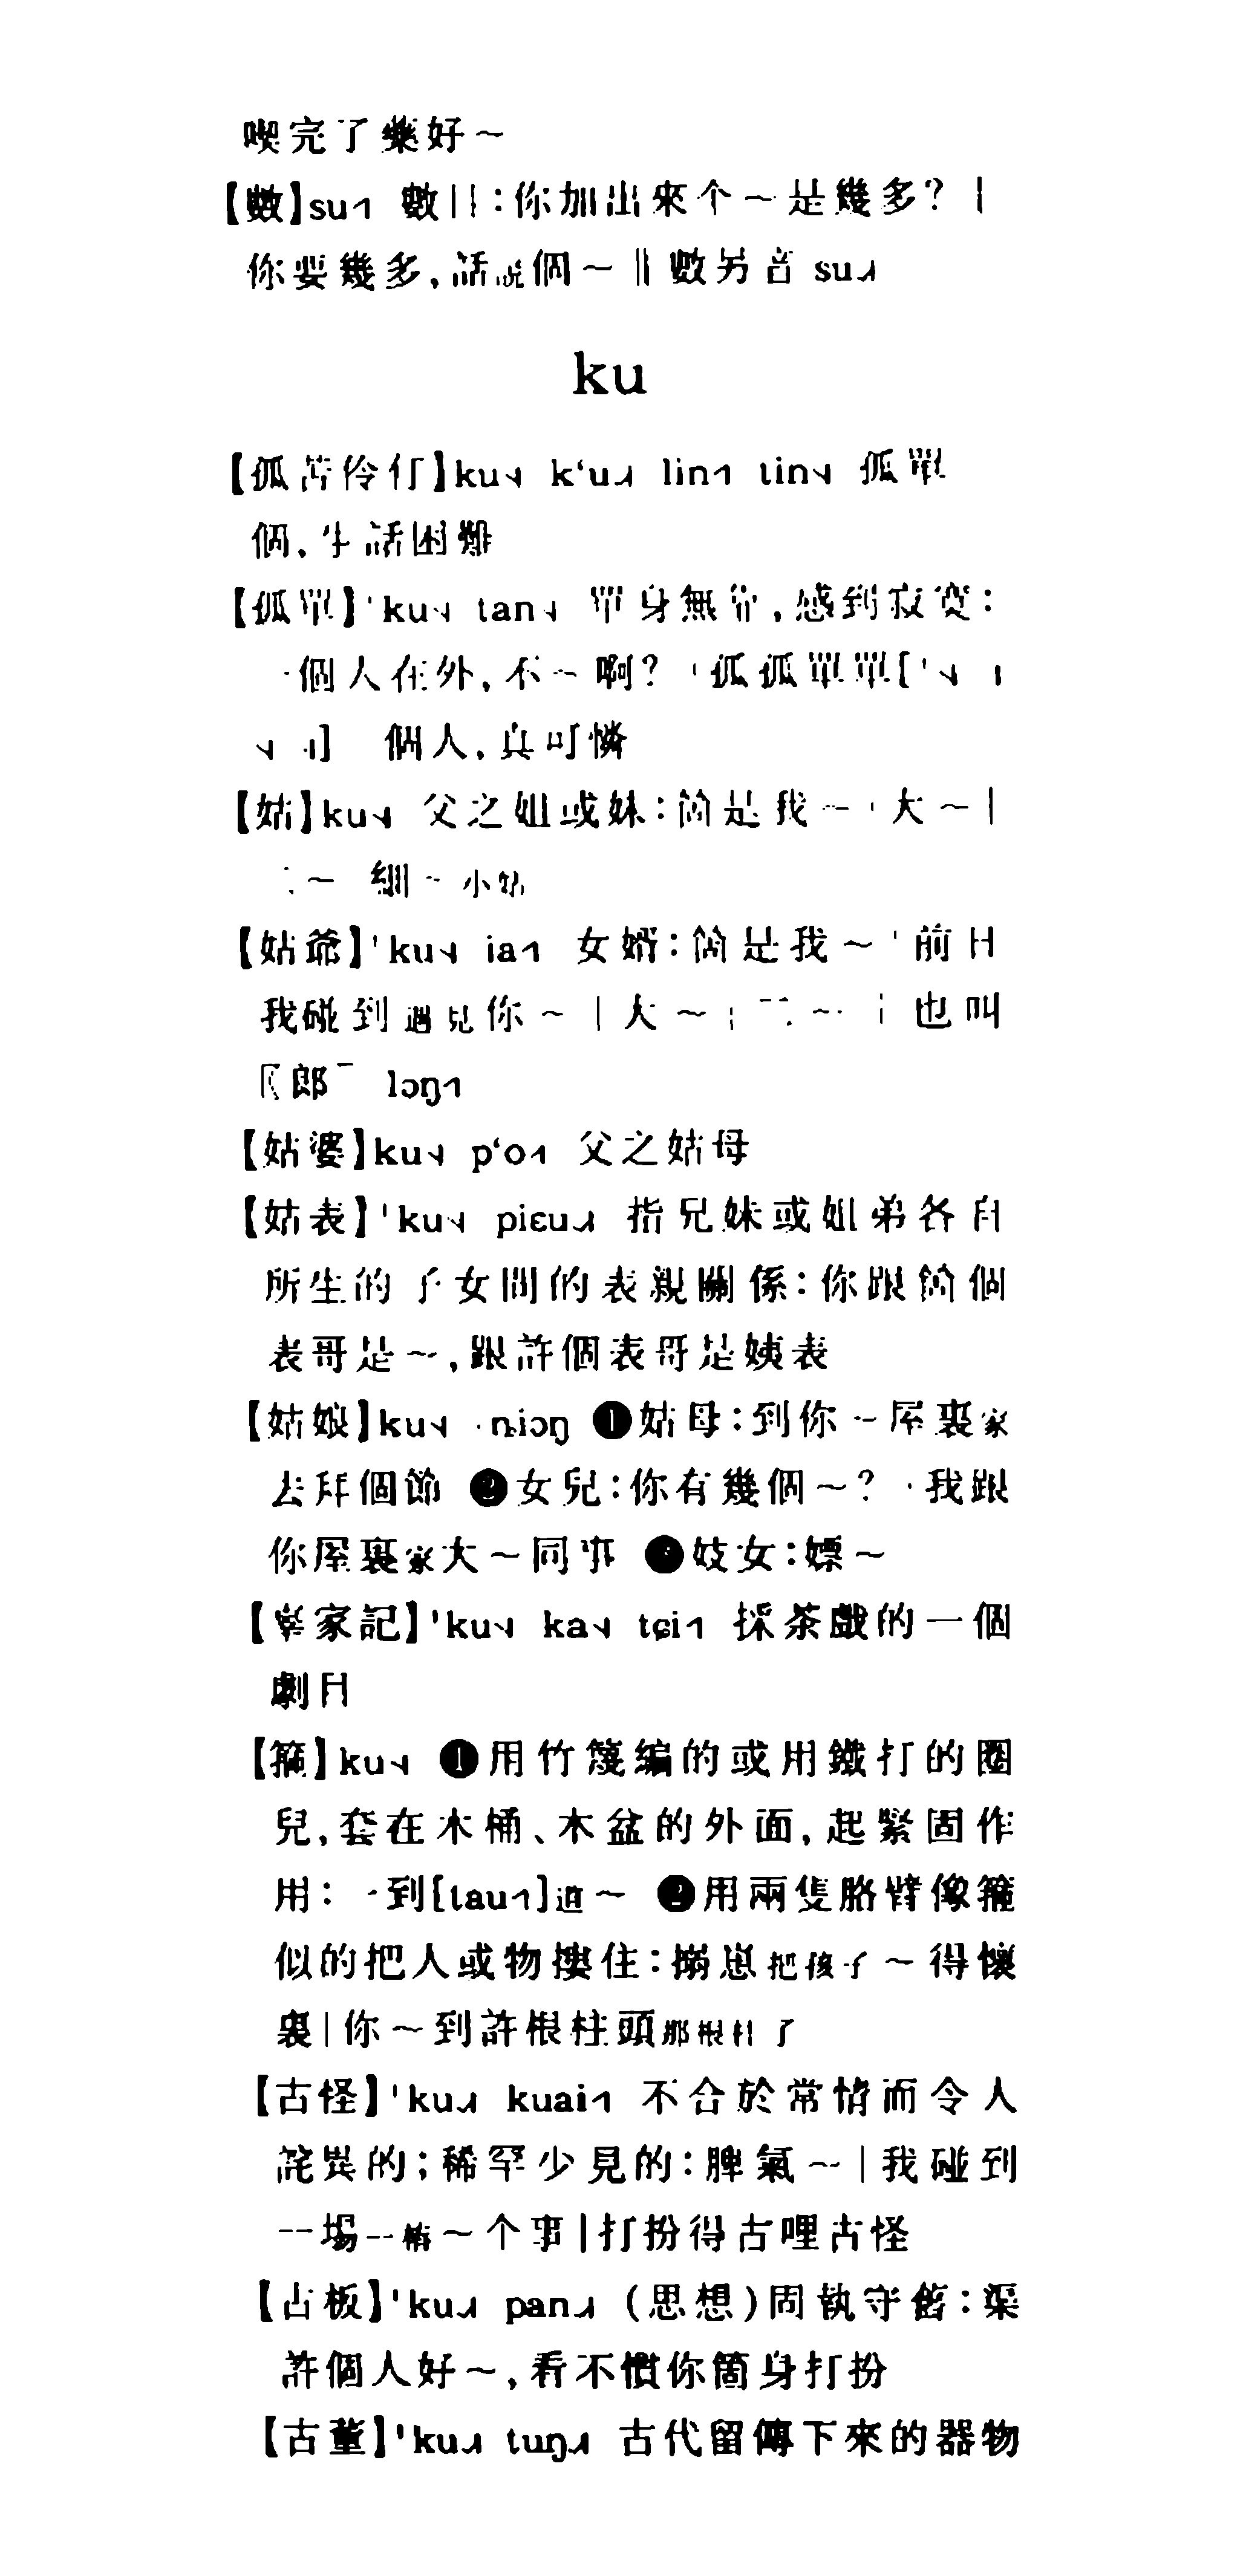 喫完了藥好～
【數】su˧ 數目：你加出來个～是幾多？｜
你要幾多，話説個～‖數另音 su˩
ku
【孤苦伶仃】ku˧ k‘u˩ lin˧ tin˧ 孤單
個，生活困難
【孤單】'ku˧ tan˧ 單身無靠，感到寂寞：
一個人在外，不～啊？｜孤孤單單['
個人，真可憐
【姑】ku˧ 父之姐或妹：箇是我～｜大～｜
二～｜細～小姑
【姑爺】'ku˧ ia˧ 女婿：箇是我～｜前日
我碰到遇見你～｜大～｜二～｜也叫
郎 lɔŋ˧
【姑婆】ku˧ p‘o˧ 父之姑母
【姑表】'ku˧ piɛu˩ 指兄妹或姐弟各自
所生的子女間的表親關係：你跟箇個
表哥是～，跟許個表哥是姨表
【姑娘】ku˧ ·ȵiɔŋ ❶姑母：到你～屋裏家
去拜個節 ❷女兒：你有幾個～？｜我跟
你屋裏家大～同事 ❸妓女：嫖～
家記】'ku˧ ka˧ tɕi˧ 採茶戲的一個
劇目
【箍】ku˧ ❶用竹篾編的或用鐵打的圈
兒，套在木桶、木盆的外面，起緊固作
用：一到[tau˧]道～ ❷用兩隻胳臂像箍
似的把人或物摟住：搦崽把孩子～得懷
裏｜你～到許根柱頭那根柱子
【古怪】'ku˩ kuai˧ 不合於常情而令人
詫異的；稀罕少見的：脾氣～｜我碰到
一場一樁～个事｜打扮得古哩古怪
【古板】'ku˩ pan˩ （思想）固執守舊：渠
許個人好～，看不慣你箇身打扮
【古董】'ku˩ tuŋ˩ 古代留傳下來的器物